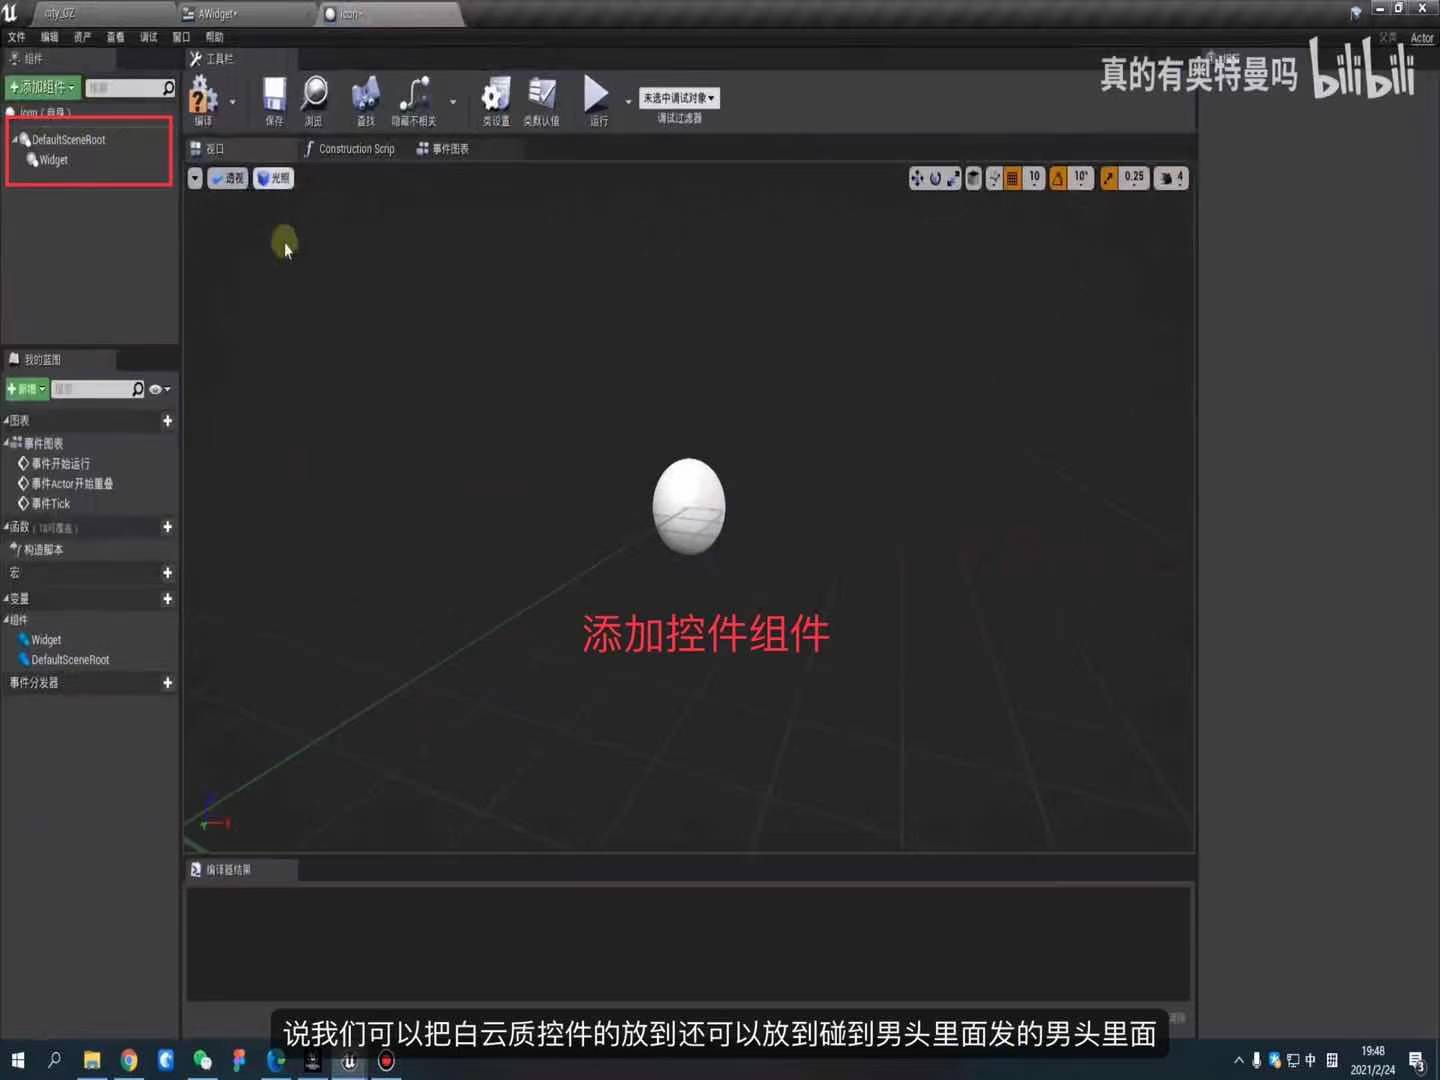 city_GZ
AWidget*
icon*
文件 编辑 资产 查看 调试 窗口 帮助
父类 Actor
组件
工具栏
真的有奥特曼吗 bilibili
添加组件
搜索
icon（自身）
DefaultSceneRoot
Widget
编译 保存 浏览 查找 隐藏不相关 类设置 类默认值 运行
未选中调试对象
调试过滤器
视口 Construction Scrip 事件图表
透视 光照
10 10° 0.25 4
我的蓝图
新增
搜索
图表
事件图表
事件开始运行
事件Actor开始重叠
事件Tick
函数（18可覆盖）
构造脚本
宏
变量
组件
Widget
DefaultSceneRoot
事件分发器
添加控件组件
编译器结果
清除
说我们可以把白云质控件的放到还可以放到碰到男头里面发的男头里面
中
19:48
2021/2/24
3